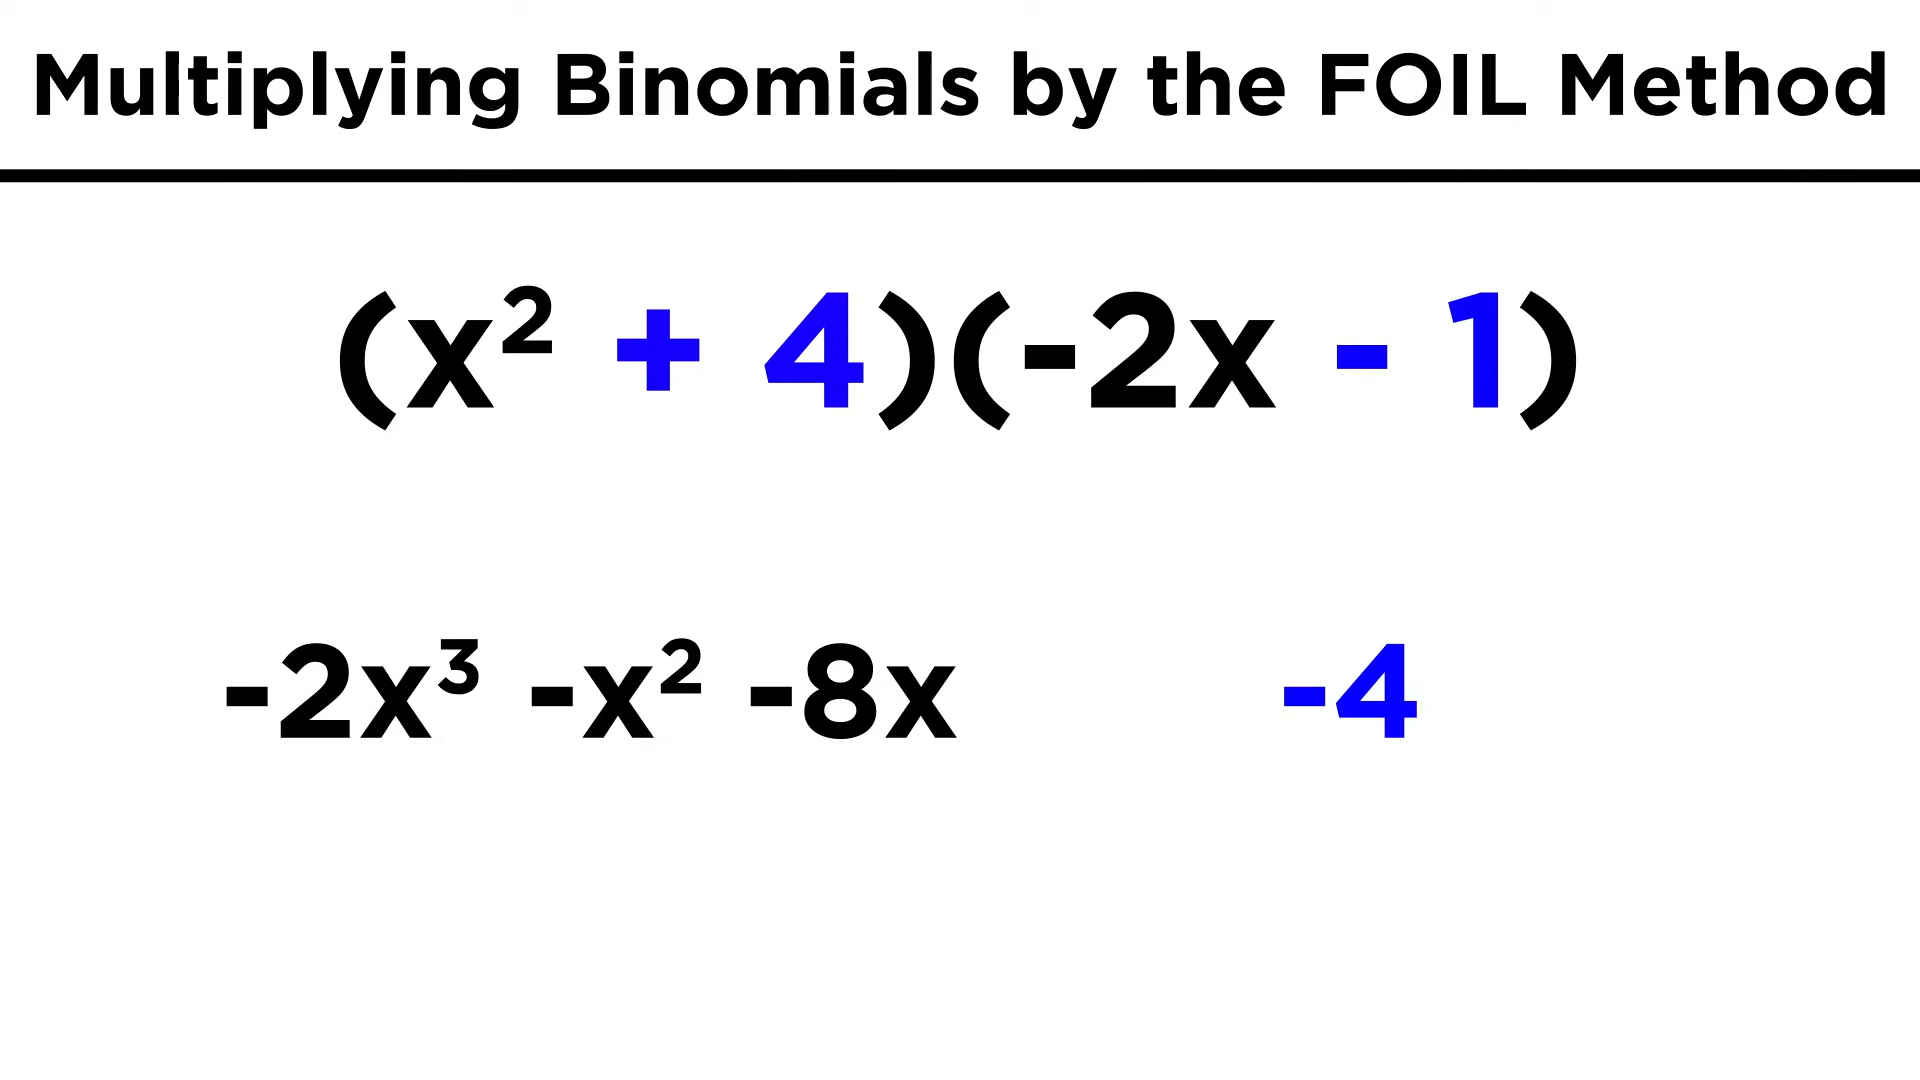 Multiplying Binomials by the FOIL Method
(x² + 4)(-2x - 1)
-2x³ -x² -8x -4